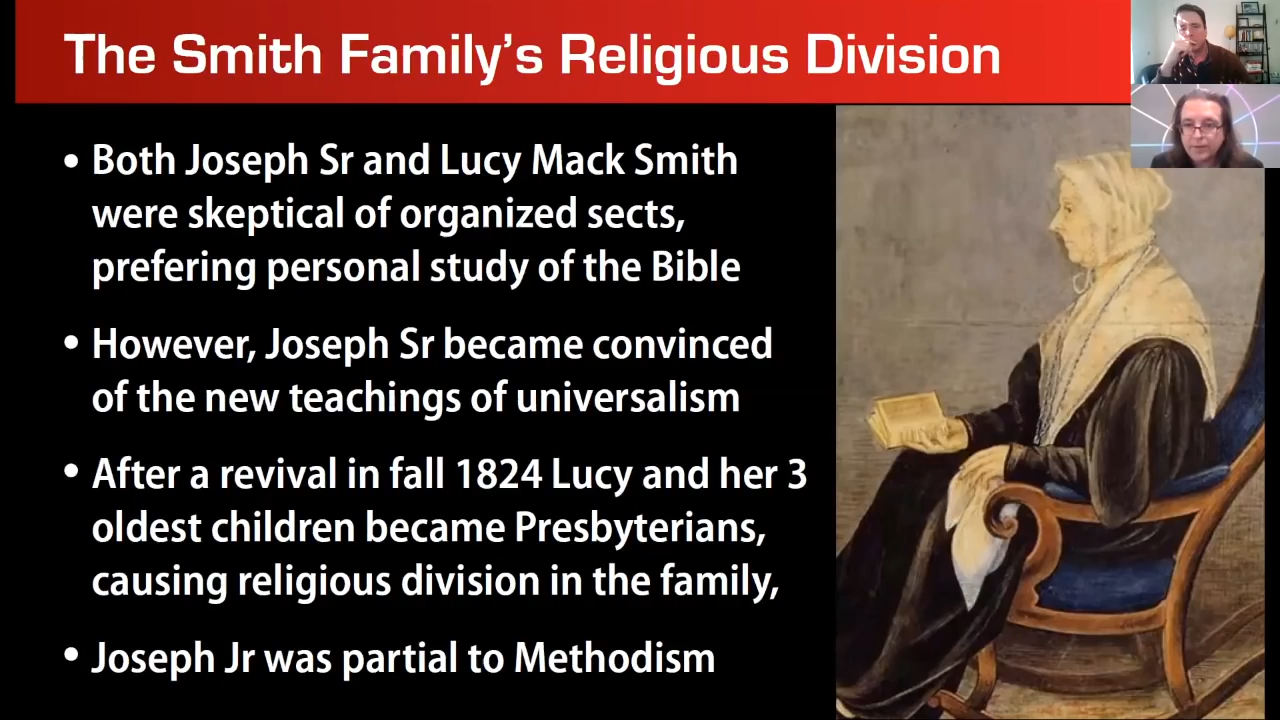 The Smith Family's Religious Division
• Both Joseph Sr and Lucy Mack Smith
were skeptical of organized sects,
prefering personal study of the Bible
• However, Joseph Sr became convinced
of the new teachings of universalism
• After a revival in fall 1824 Lucy and her 3
oldest children became Presbyterians,
causing religious division in the family,
• Joseph Jr was partial to Methodism